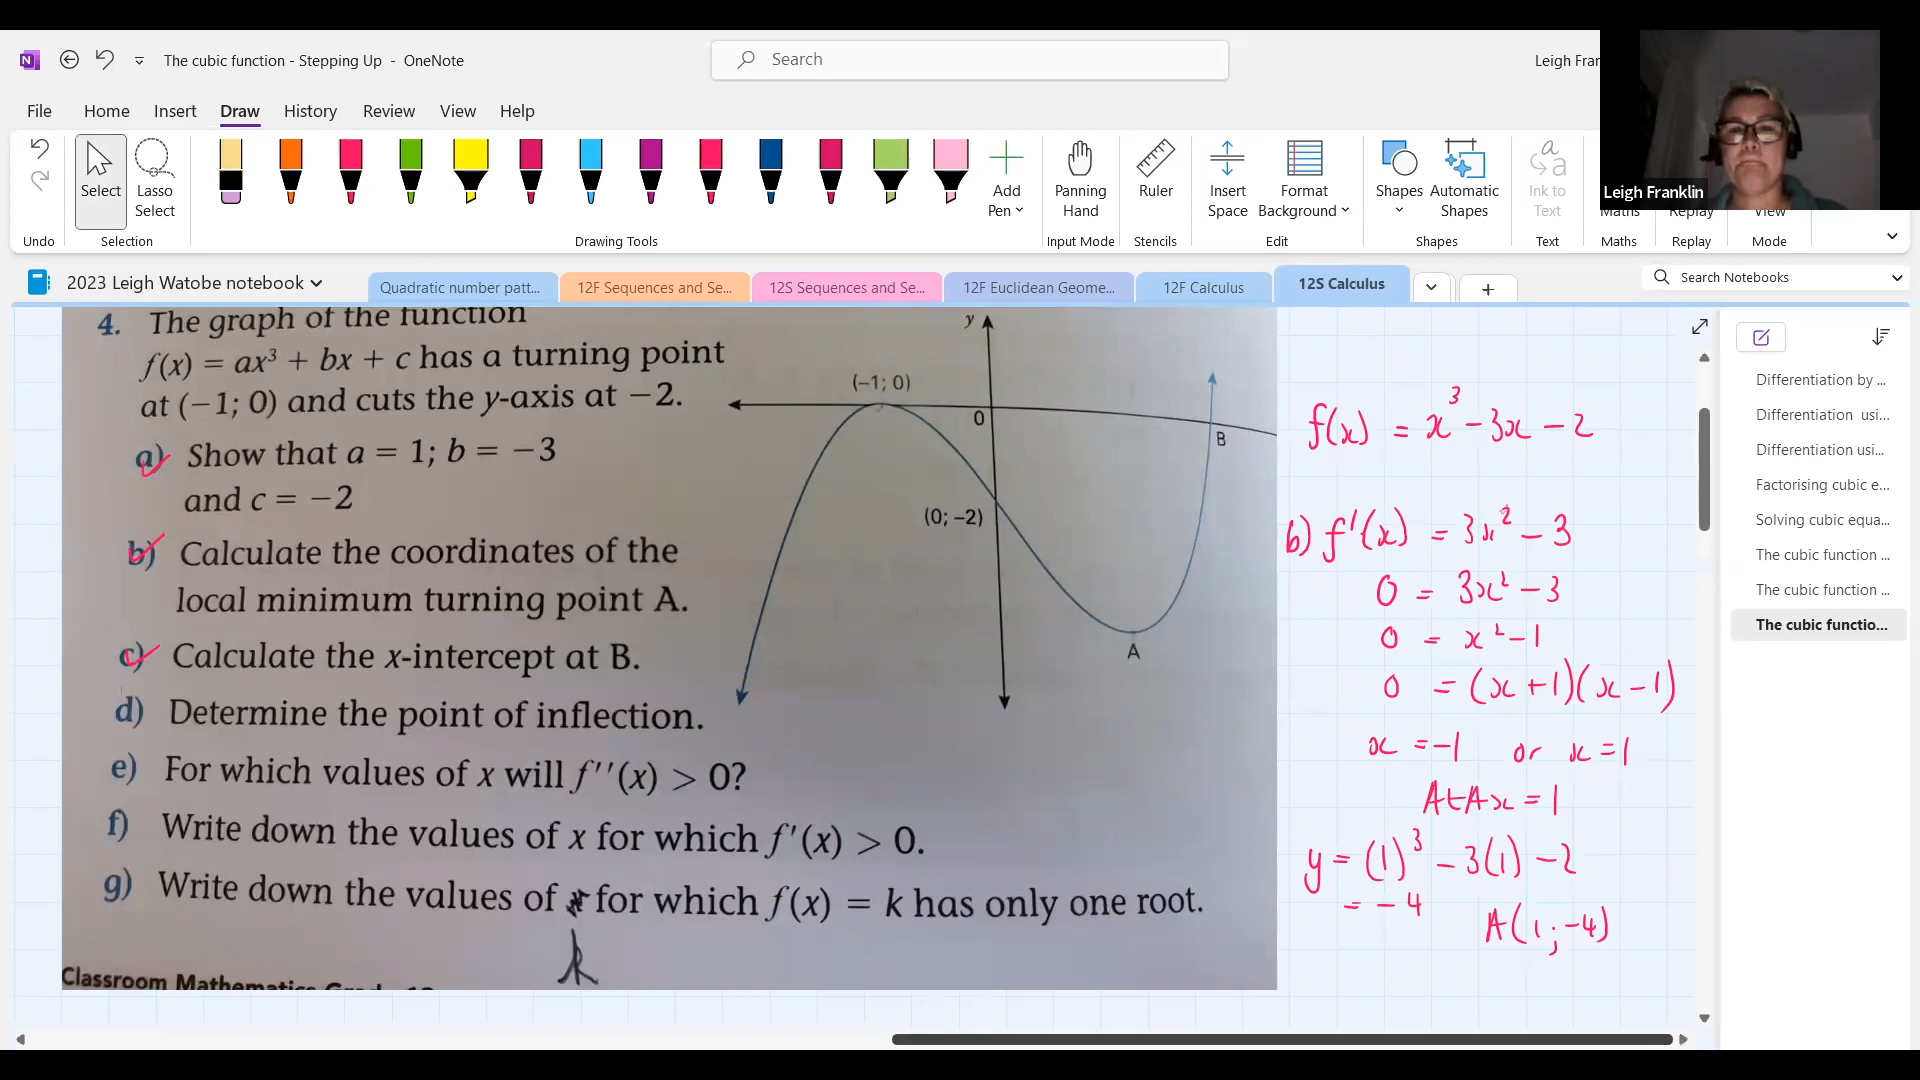 The cubic function - Stepping Up - OneNote
Search
Leigh Fran
File Home Insert Draw History Review View Help
Leigh Franklin
Select
Lasso Select
Add Pen
Panning Hand
Ruler
Insert Space
Format Background
Shapes
Automatic Shapes
Ink to Text
Maths
Replay
View
Undo
Selection
Drawing Tools
Input Mode
Stencils
Edit
Shapes
Text
Maths
Replay
Mode
2023 Leigh Watobe notebook
Quadratic number patt...
12F Sequences and Se...
12S Sequences and Se...
12F Euclidean Geome...
12F Calculus
12S Calculus
+
Search Notebooks
4. The graph of the function
f(x) = ax³ + bx + c has a turning point
at (−1; 0) and cuts the y-axis at −2.
a) Show that a = 1; b = −3
and c = −2
b) Calculate the coordinates of the
local minimum turning point A.
c) Calculate the x-intercept at B.
d) Determine the point of inflection.
e) For which values of x will f''(x) > 0?
f) Write down the values of x for which f'(x) > 0.
g) Write down the values of x for which f(x) = k has only one root.
k
y
(−1; 0)
0
B
(0; −2)
A
f(x) = x³ - 3x - 2
b) f'(x) = 3x² - 3
0 = 3x² - 3
0 = x² - 1
0 = (x+1)(x-1)
x = -1 or x = 1
At A x = 1
y = (1)³ - 3(1) - 2
= - 4
A(1; -4)
Differentiation by ...
Differentiation usi...
Differentiation usi...
Factorising cubic e...
Solving cubic equa...
The cubic function ...
The cubic function ...
The cubic functio...